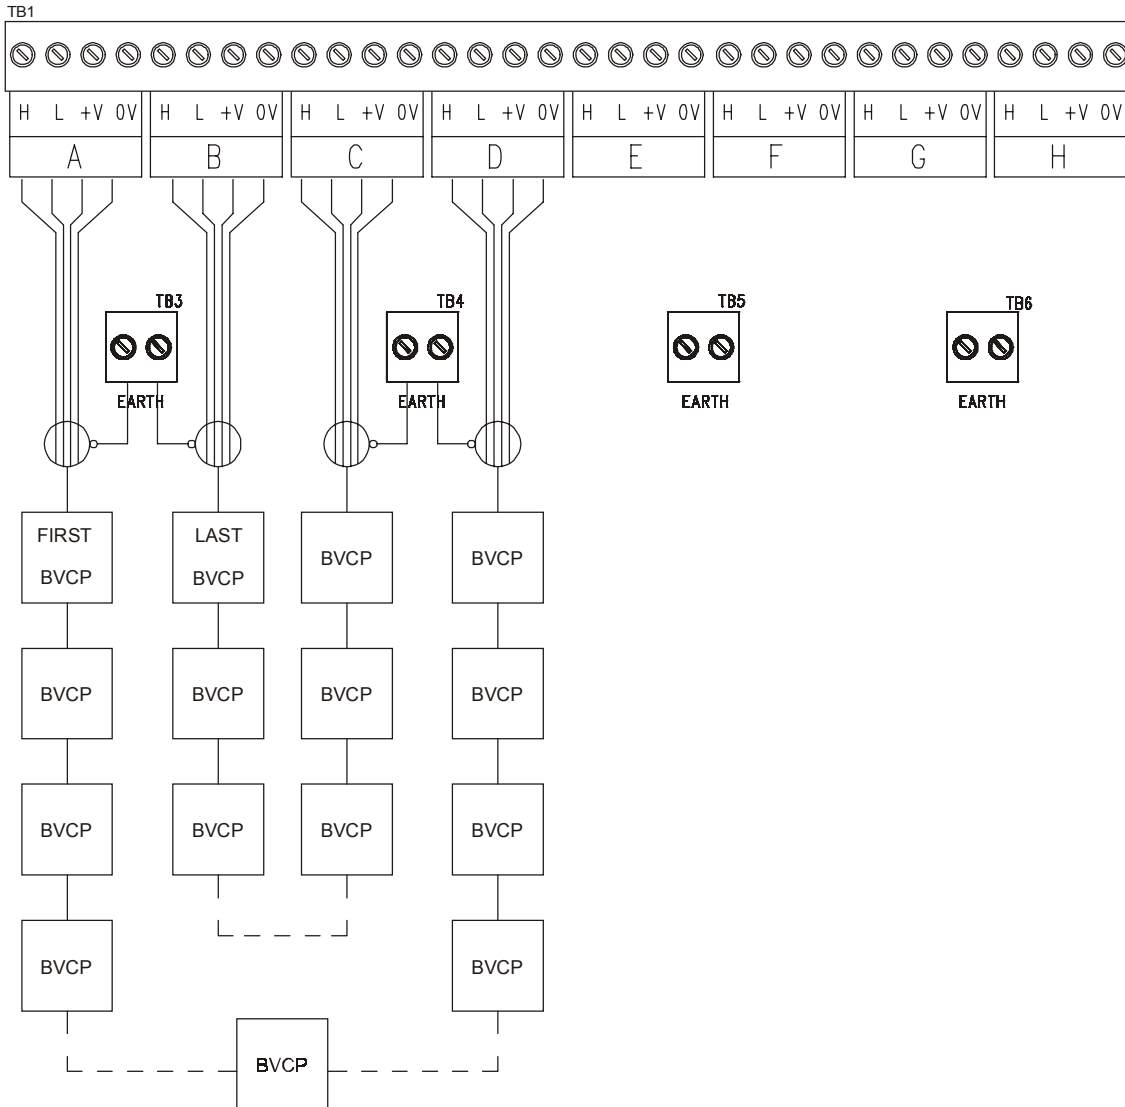 TB1
H L +V 0V H L +V 0V H L +V 0V H L +V 0V H L +V 0V H L +V 0V H L +V 0V H L +V 0V
A B C D E F G H
TB3 TB4 TB5 TB6
EARTH EARTH EARTH EARTH
FIRST LAST
BVCP BVCP BVCP BVCP
BVCP BVCP BVCP BVCP
BVCP BVCP BVCP BVCP
BVCP BVCP
BVCP